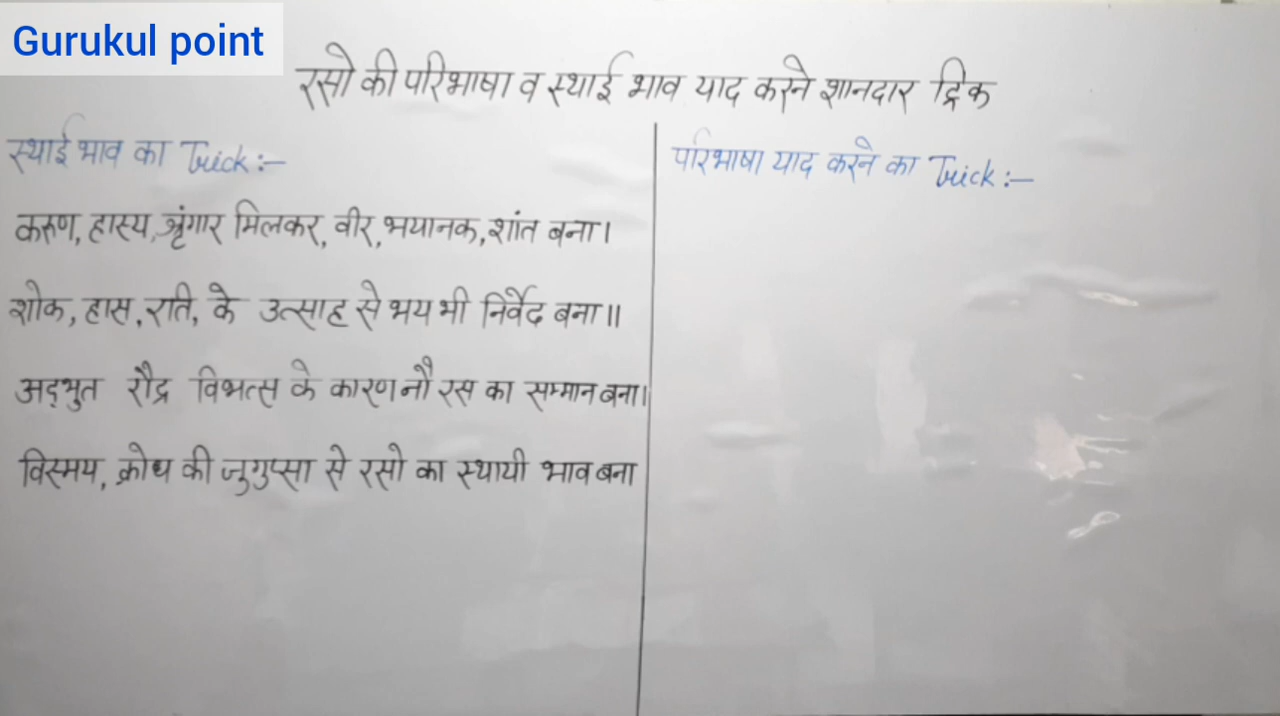 Gurukul point
रसो की परिभाषा व स्थाई भाव याद करने शानदार ट्रिक
स्थाई भाव का Trick :-
करुण, हास्य, श्रृंगार मिलकर, वीर, भयानक, शांत बना।
शोक, हास, रति, के उत्साह से भय भी निर्वेद बना॥
अद्भुत रौद्र विभत्स के कारण नौ रस का सम्मान बना।
विस्मय, क्रोध की जुगुप्सा से रसो का स्थायी भाव बना
परिभाषा याद करने का Trick :-